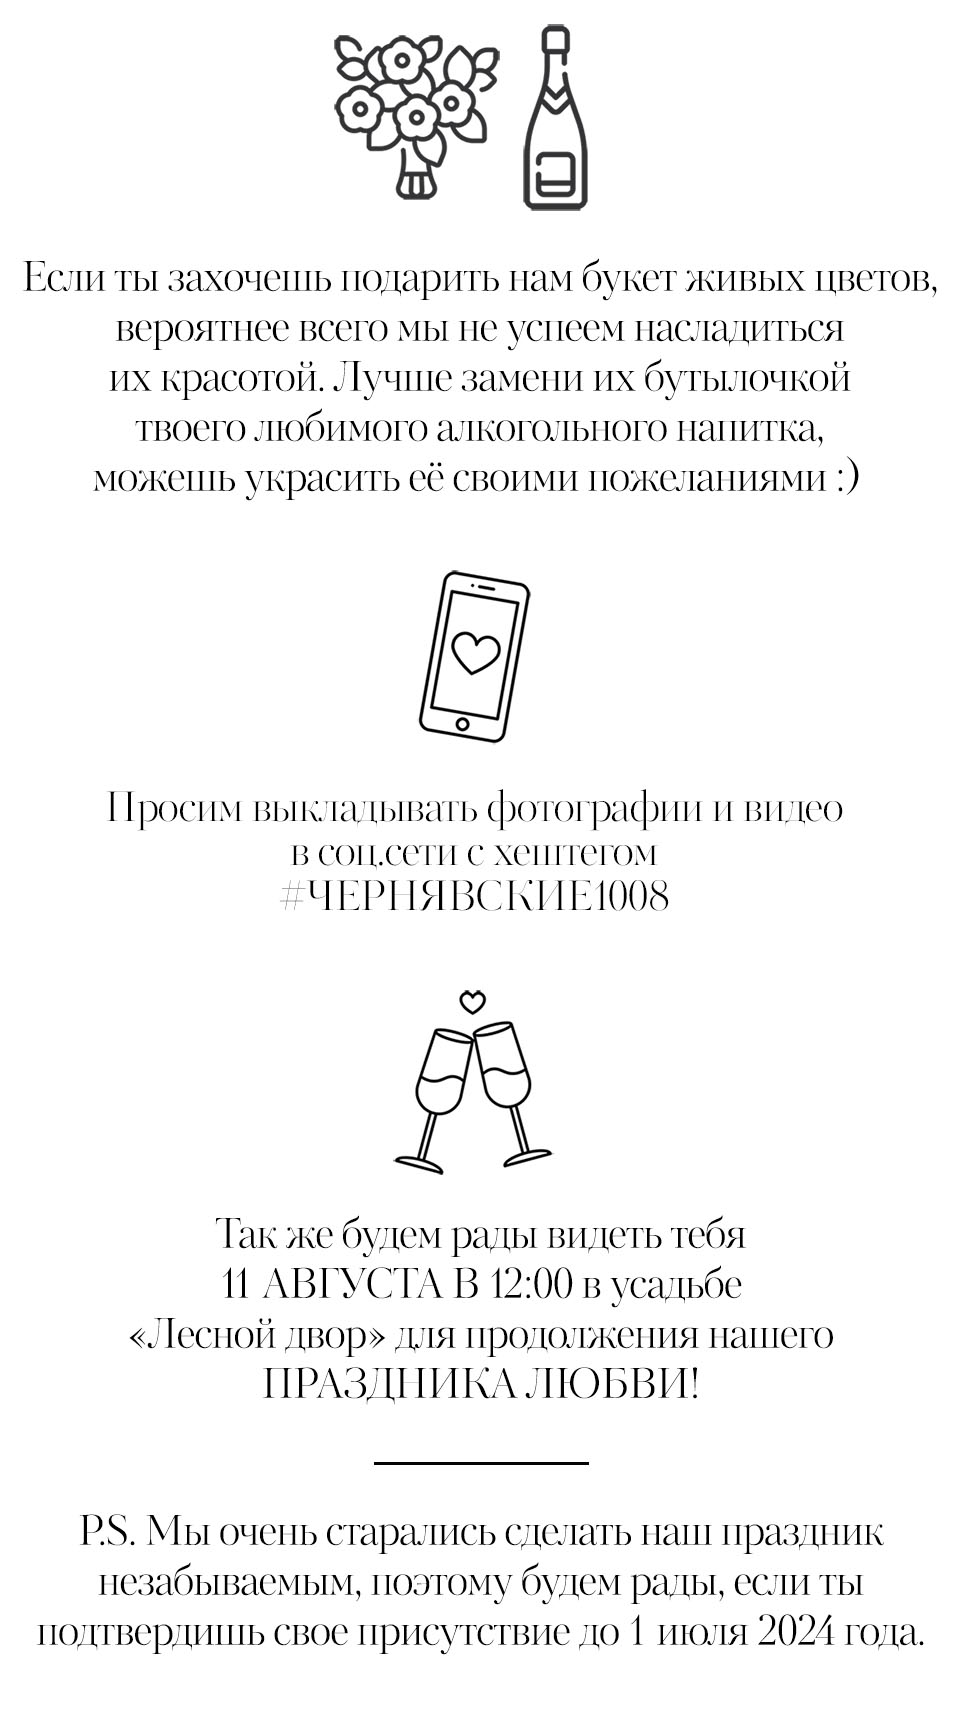 Если ты захочешь подарить нам букет живых цветов,
вероятнее всего мы не успеем насладиться
их красотой. Лучше замени их бутылочкой
твоего любимого алкогольного напитка,
можешь украсить её своими пожеланиями :)
Просим выкладывать фотографии и видео
в соц.сети с хештегом
#ЧЕРНЯВСКИЕ1008
Так же будем рады видеть тебя
11 АВГУСТА В 12:00 в усадьбе
«Лесной двор» для продолжения нашего
ПРАЗДНИКА ЛЮБВИ!
P.S. Мы очень старались сделать наш праздник
незабываемым, поэтому будем рады, если ты
подтвердишь свое присутствие до 1 июля 2024 года.